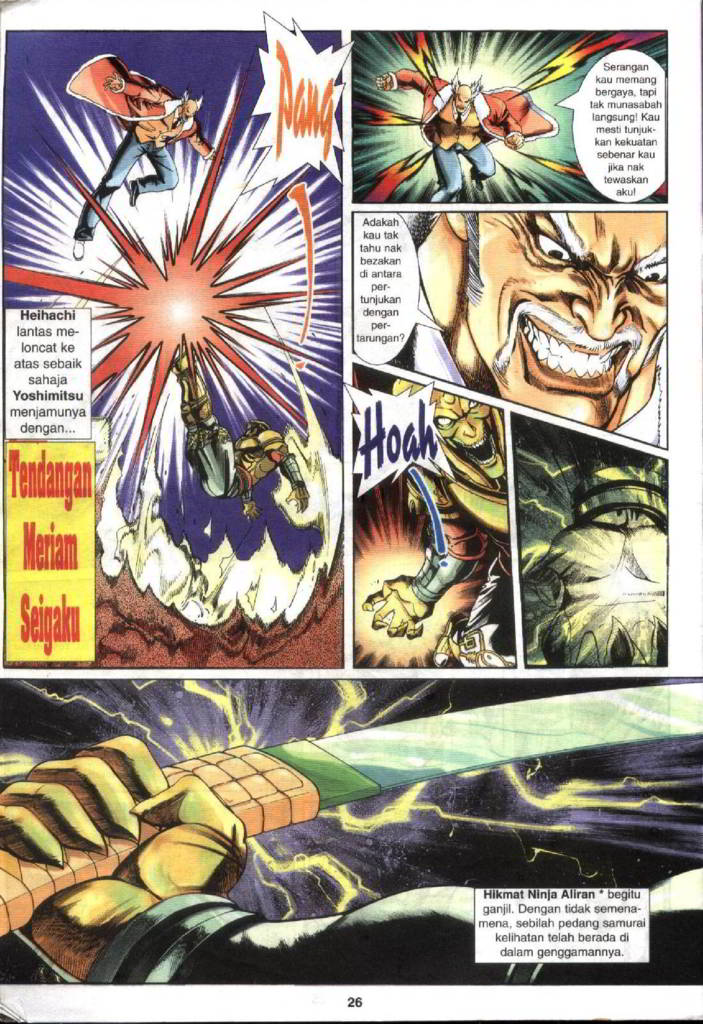 Pang
Heihachi
lantas me-
loncat ke
atas sebaik
sahaja
Yoshimitsu
menjamunya
dengan...
Tendangan
Meriam
Seigaku
Serangan
kau memang
bergaya, tapi
tak munasabah
langsung! Kau
mesti tunjuk-
kan kekuatan
sebenar kau
jika nak
tewaskan
aku!
Adakah
kau tak
tahu nak
bezakan
di antara
per-
tunjukan
dengan
per-
tarungan?
Hoah
Hikmat Ninja Aliran * begitu
ganjil. Dengan tidak semena-
mena, sebilah pedang samurai
kelihatan telah berada di
dalam genggamannya.
26